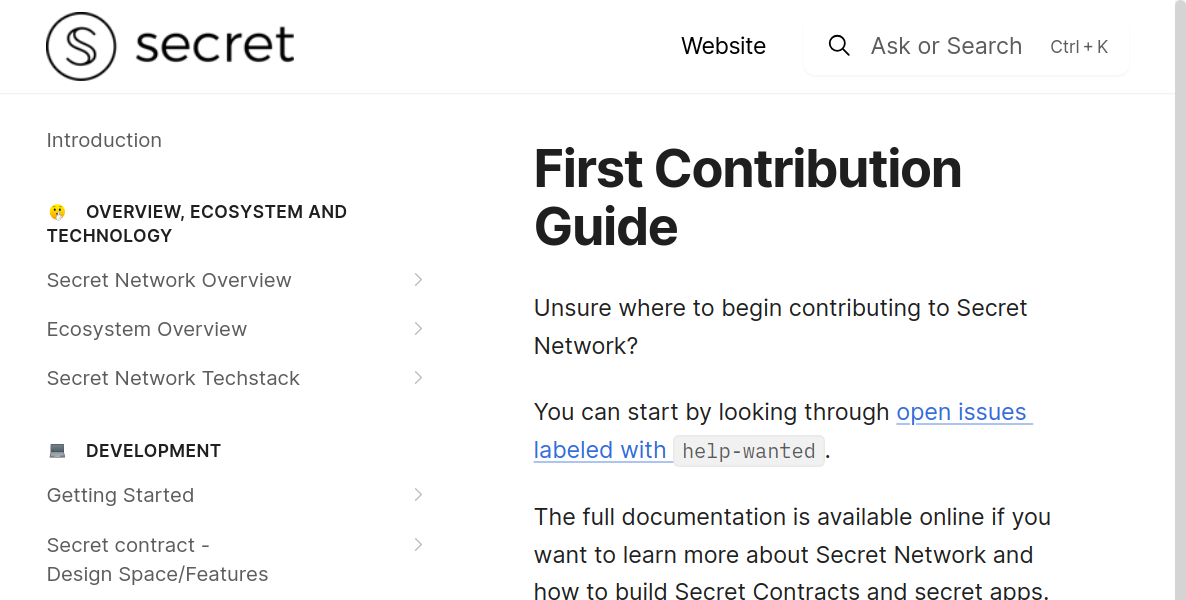 secret
Website
Ask or Search Ctrl + K
Introduction
OVERVIEW, ECOSYSTEM AND
TECHNOLOGY
Secret Network Overview
Ecosystem Overview
Secret Network Techstack
DEVELOPMENT
Getting Started
Secret contract -
Design Space/Features
First Contribution
Guide
Unsure where to begin contributing to Secret
Network?
You can start by looking through open issues
labeled with help-wanted.
The full documentation is available online if you
want to learn more about Secret Network and
how to build Secret Contracts and secret apps.